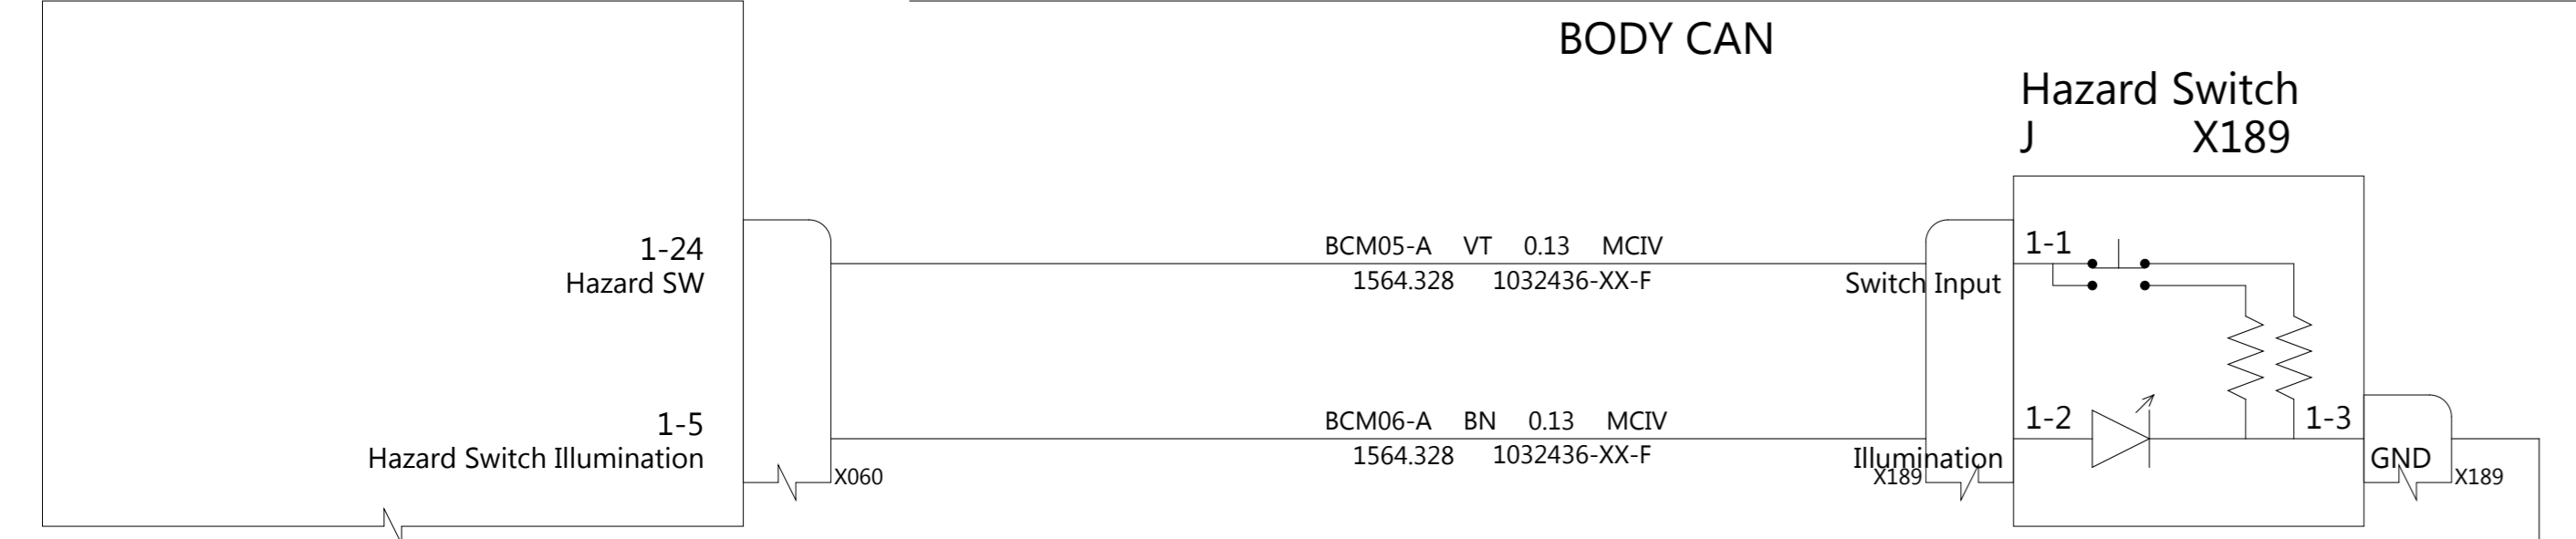 BODY CAN
Hazard Switch
J X189
1-24
Hazard SW
BCM05-A VT 0.13 MCIV
1564.328 1032436-XX-F
Switch Input
1-1
1-5
Hazard Switch Illumination
X060
BCM06-A BN 0.13 MCIV
1564.328 1032436-XX-F
Illumination
X189
1-2
1-3
GND
X189